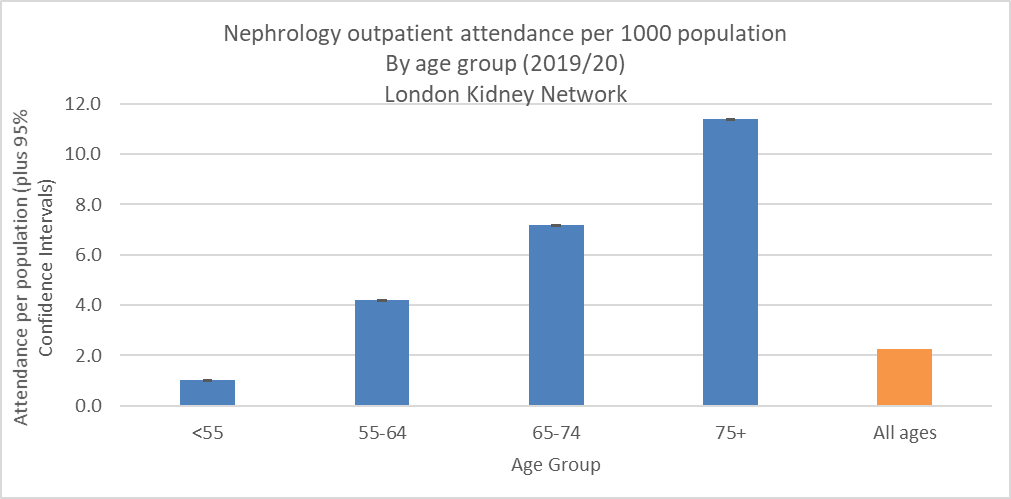 Nephrology outpatient attendance per 1000 population
By age group (2019/20)
London Kidney Network
Attendance per population (plus 95%
Confidence Intervals)
12.0
10.0
8.0
6.0
4.0
2.0
0.0
<55
55-64
65-74
75+
All ages
Age Group